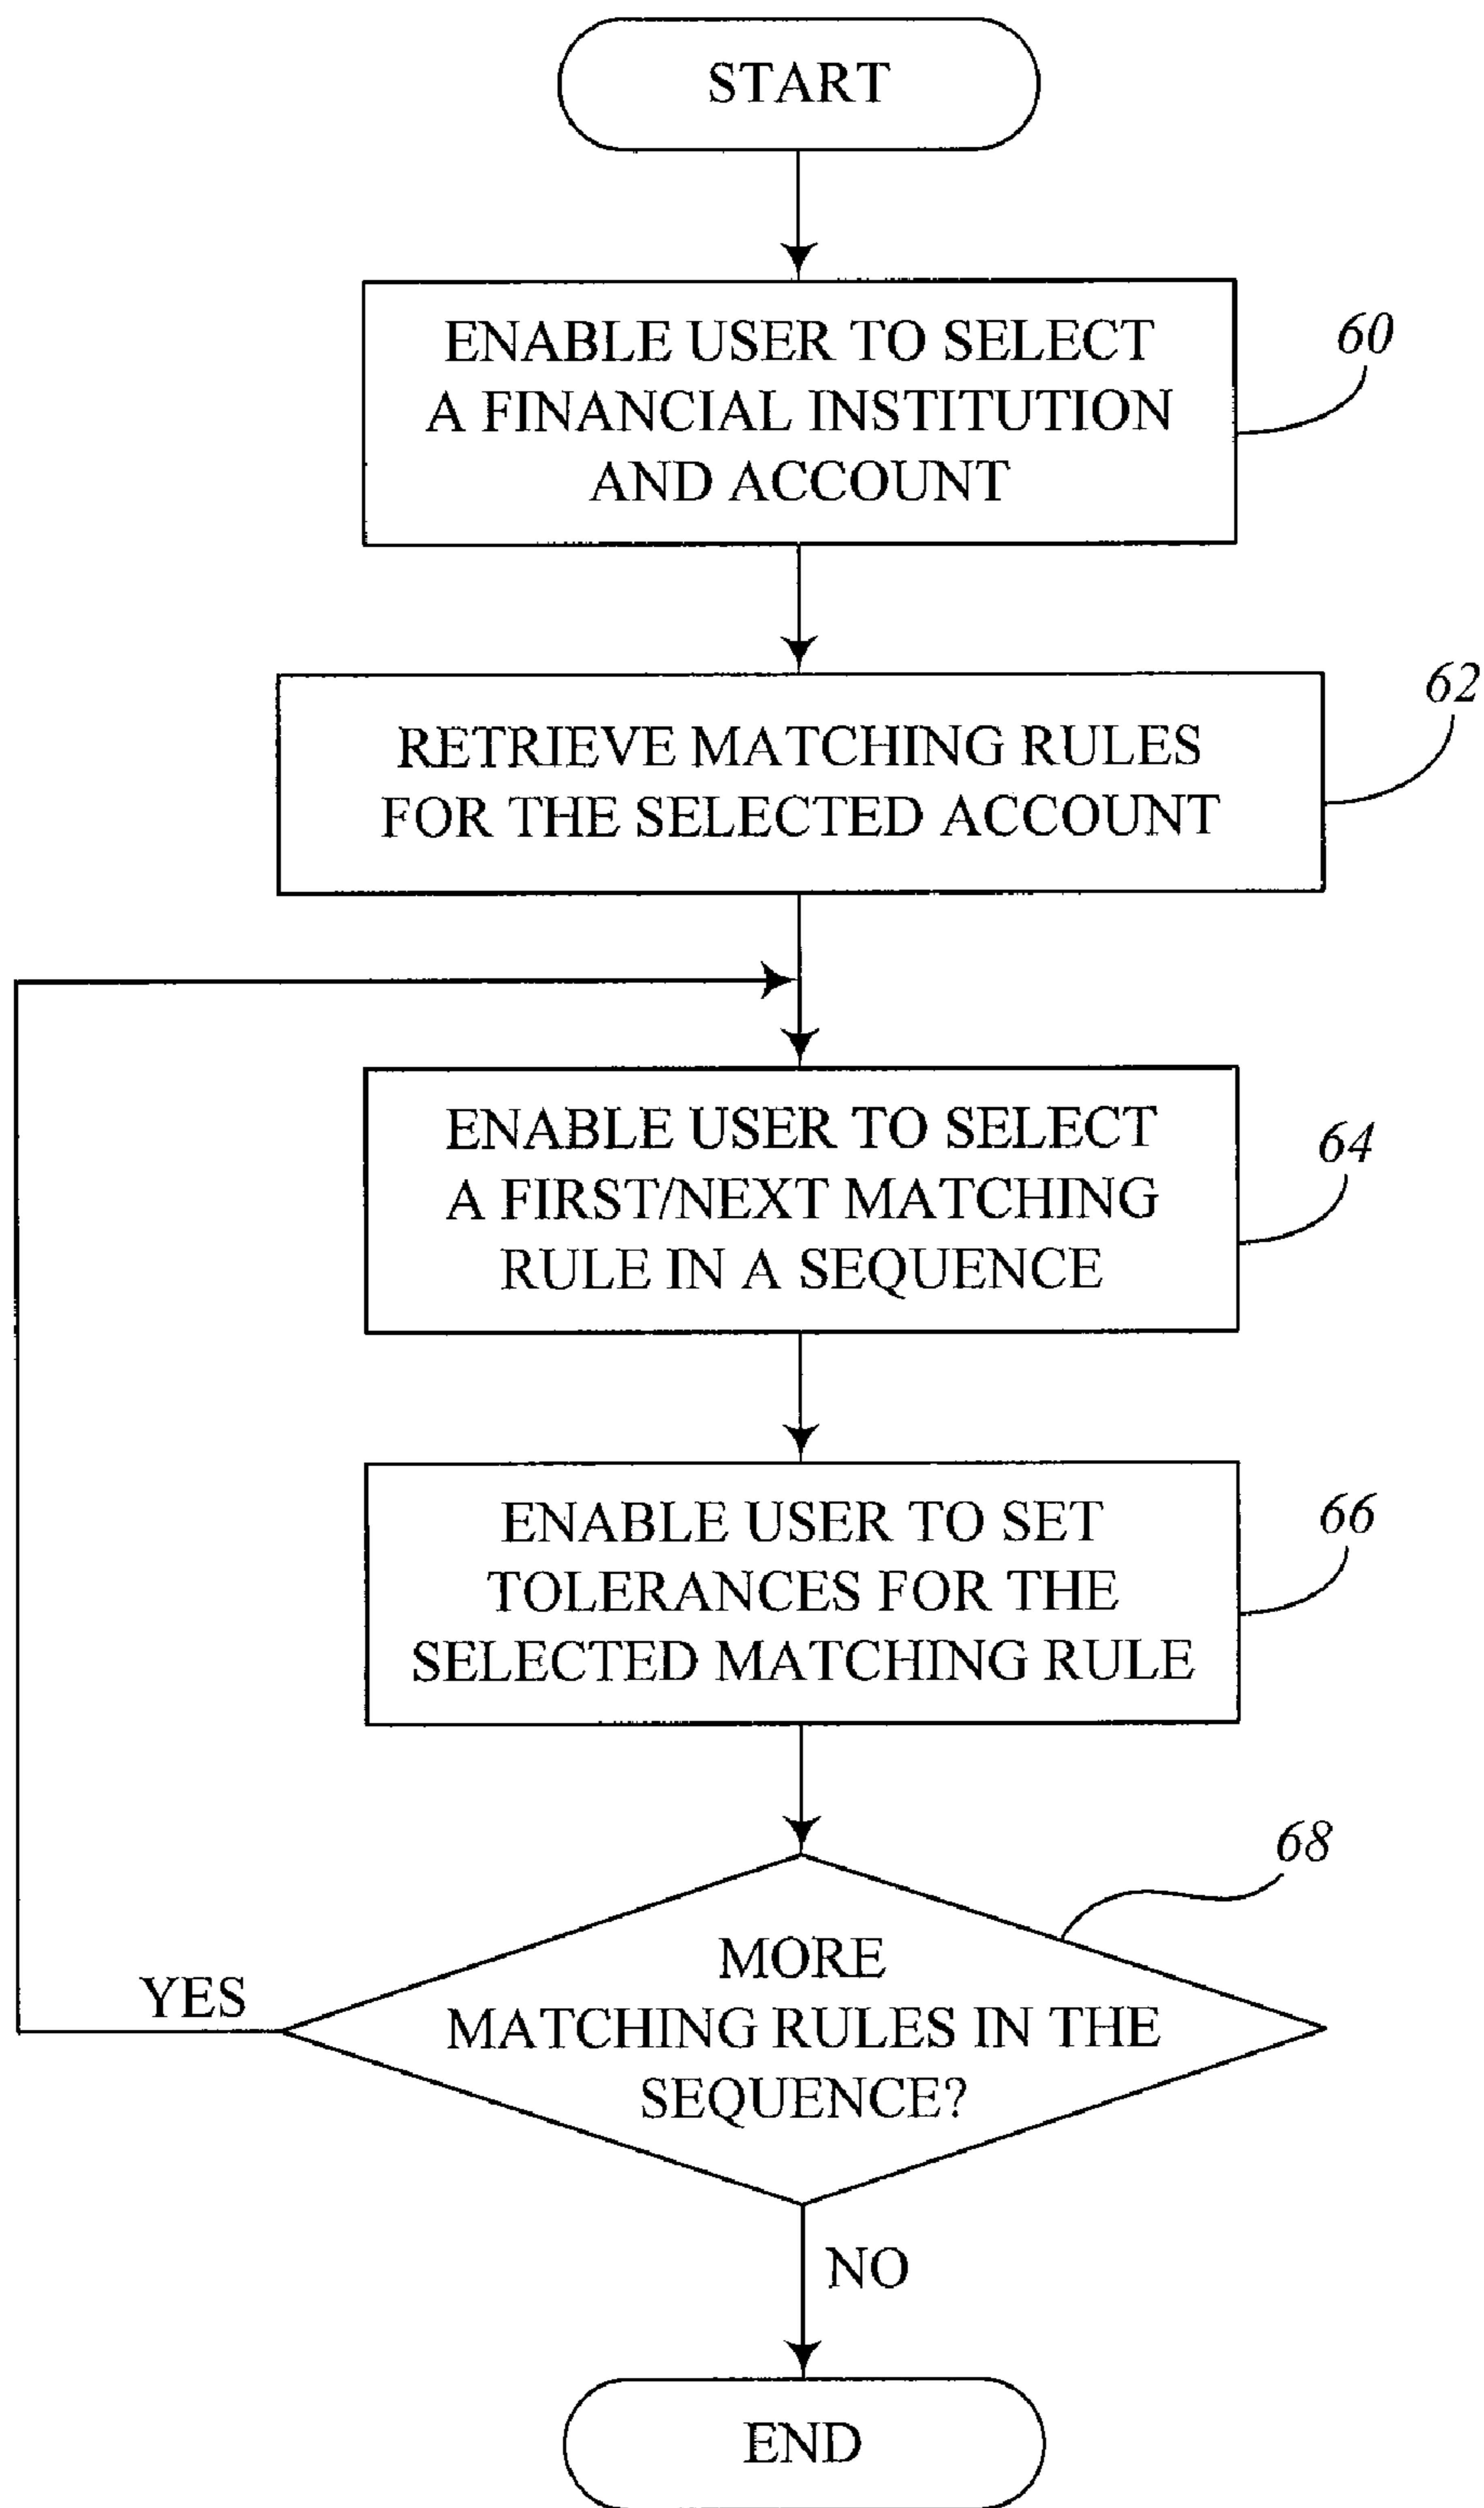 START
ENABLE USER TO SELECT
A FINANCIAL INSTITUTION
AND ACCOUNT
60
RETRIEVE MATCHING RULES
FOR THE SELECTED ACCOUNT
62
ENABLE USER TO SELECT
A FIRST/NEXT MATCHING
RULE IN A SEQUENCE
64
ENABLE USER TO SET
TOLERANCES FOR THE
SELECTED MATCHING RULE
66
68
MORE
MATCHING RULES IN THE
SEQUENCE?
YES
NO
END